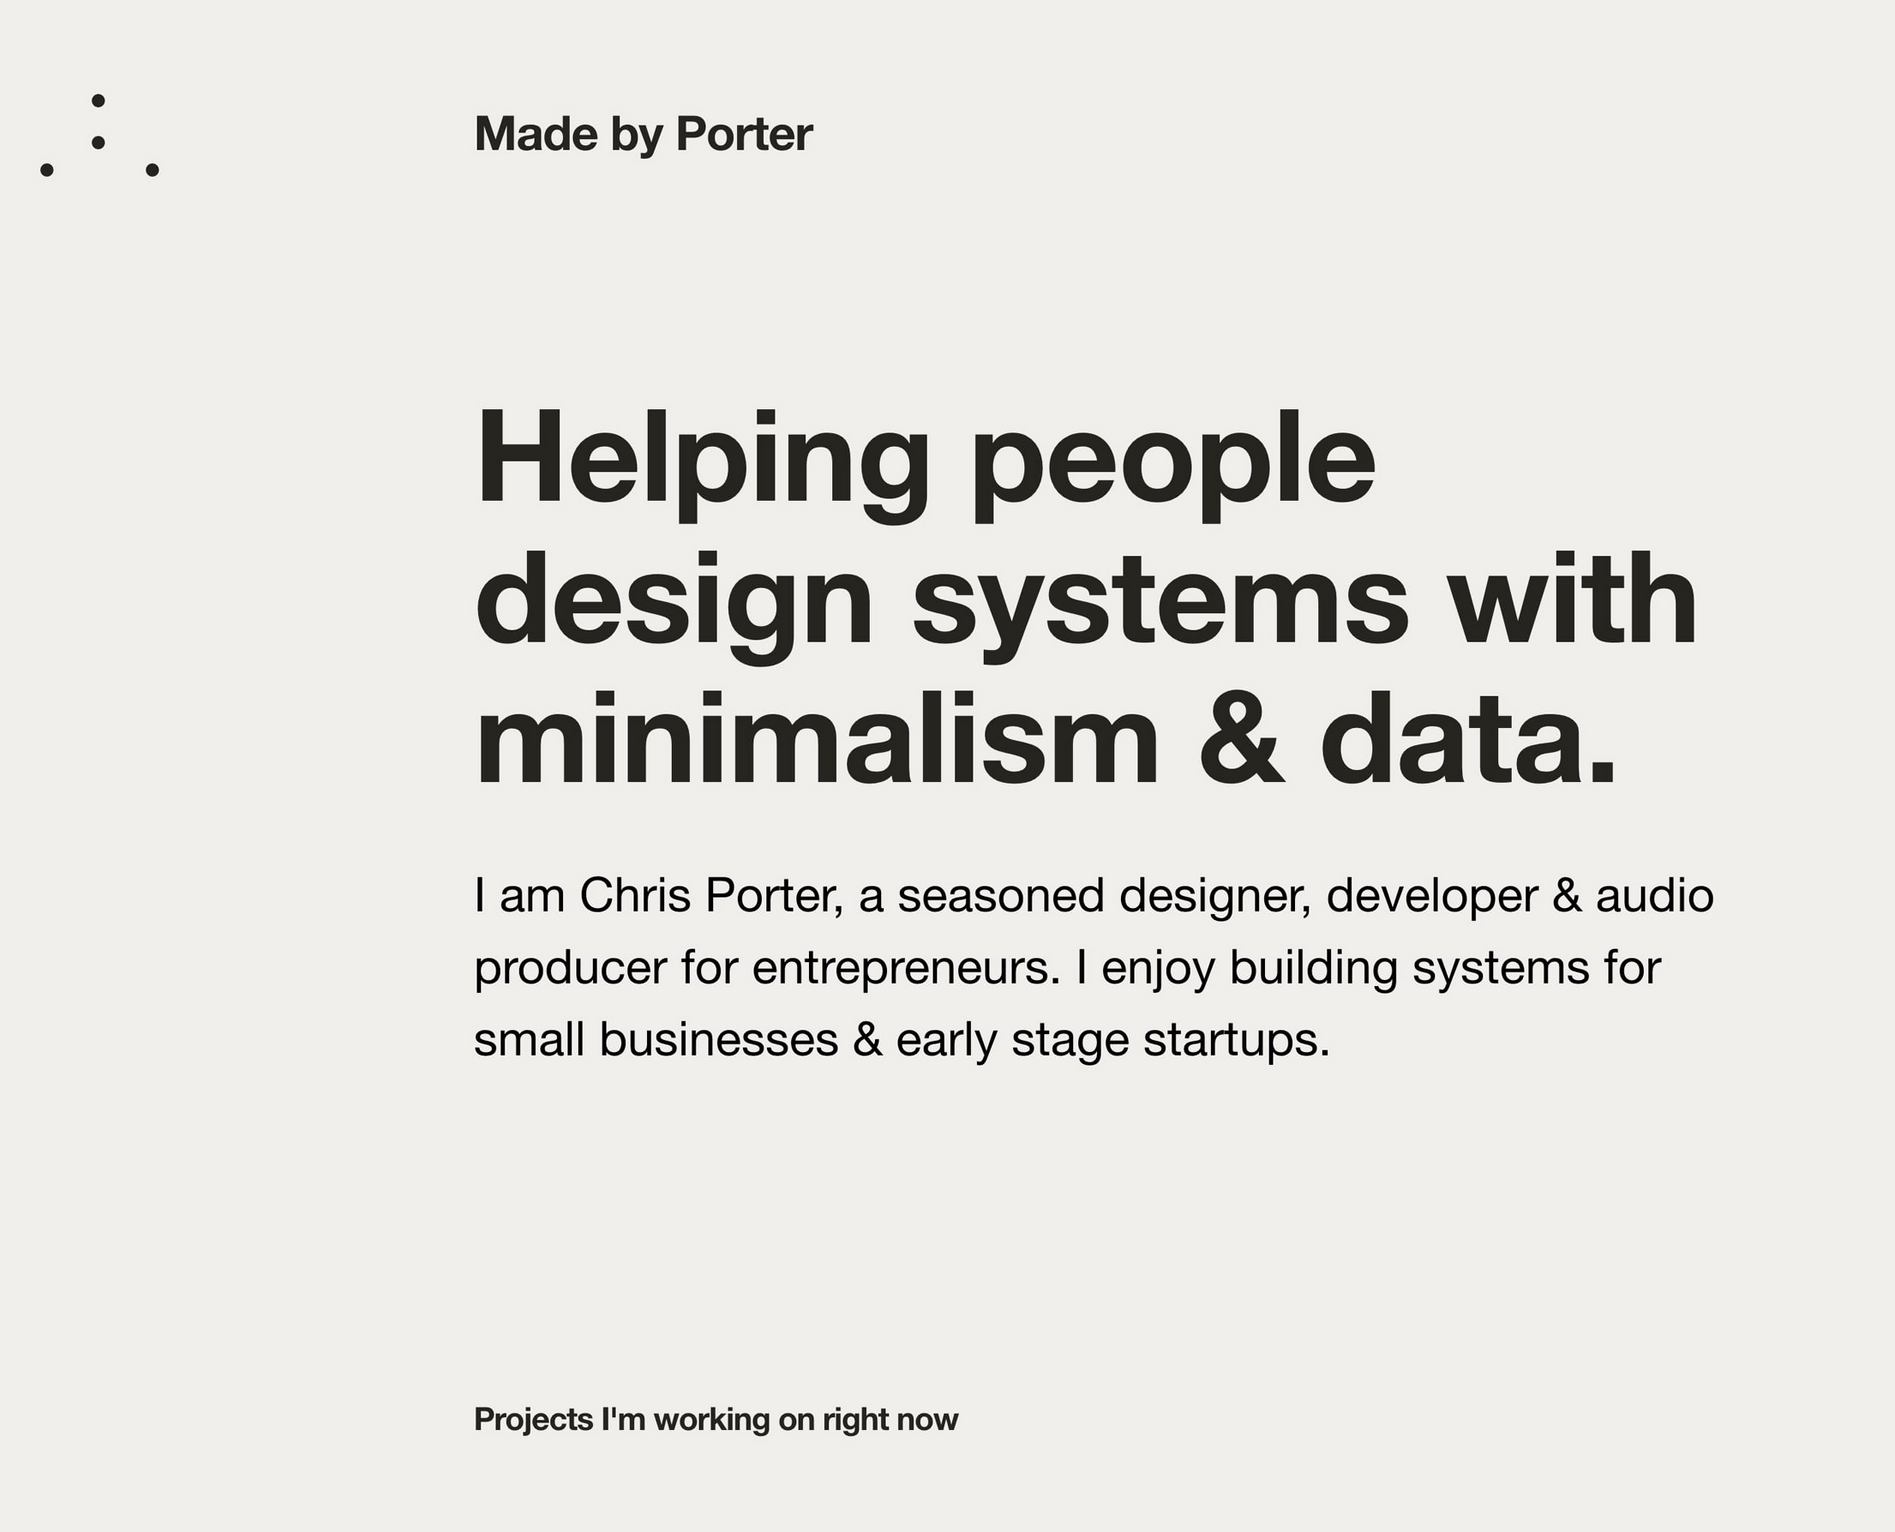 Made by Porter
Helping people
design systems with
minimalism & data.
I am Chris Porter, a seasoned designer, developer & audio
producer for entrepreneurs. I enjoy building systems for
small businesses & early stage startups.
Projects I'm working on right now